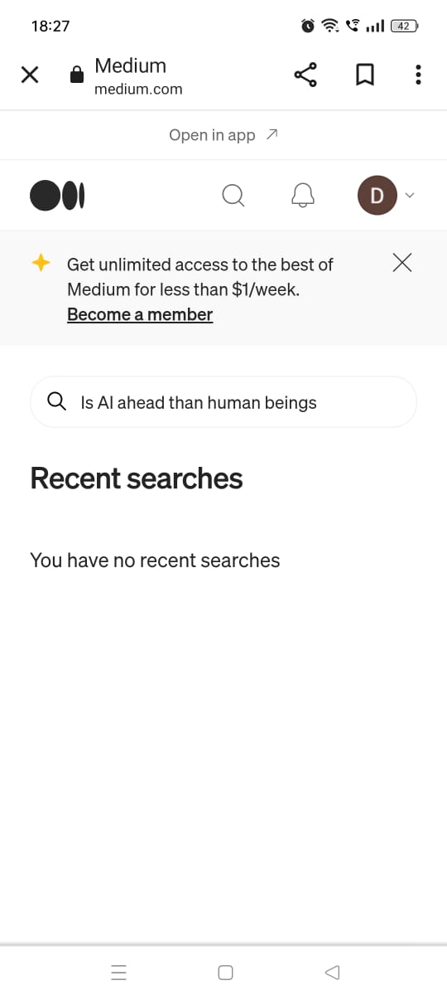 18:27
42
Medium
medium.com
Open in app
D
Get unlimited access to the best of
Medium for less than $1/week.
Become a member
Is AI ahead than human beings
Recent searches
You have no recent searches